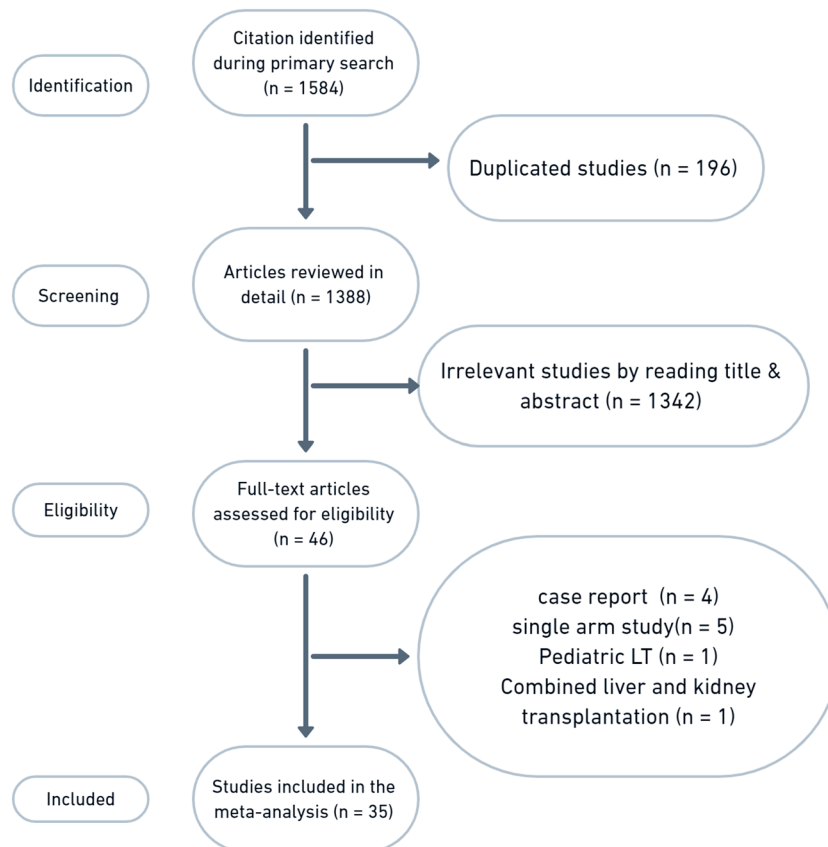 Identification
Citation identified
during primary search
(n = 1584)
Duplicated studies (n = 196)
Screening
Articles reviewed in
detail (n = 1388)
Irrelevant studies by reading title &
abstract (n = 1342)
Eligibility
Full-text articles
assessed for eligibility
(n = 46)
case report  (n = 4)
single arm study(n = 5)
Pediatric LT (n = 1)
Combined liver and kidney
transplantation (n = 1)
Included
Studies included in the
meta-analysis (n = 35)